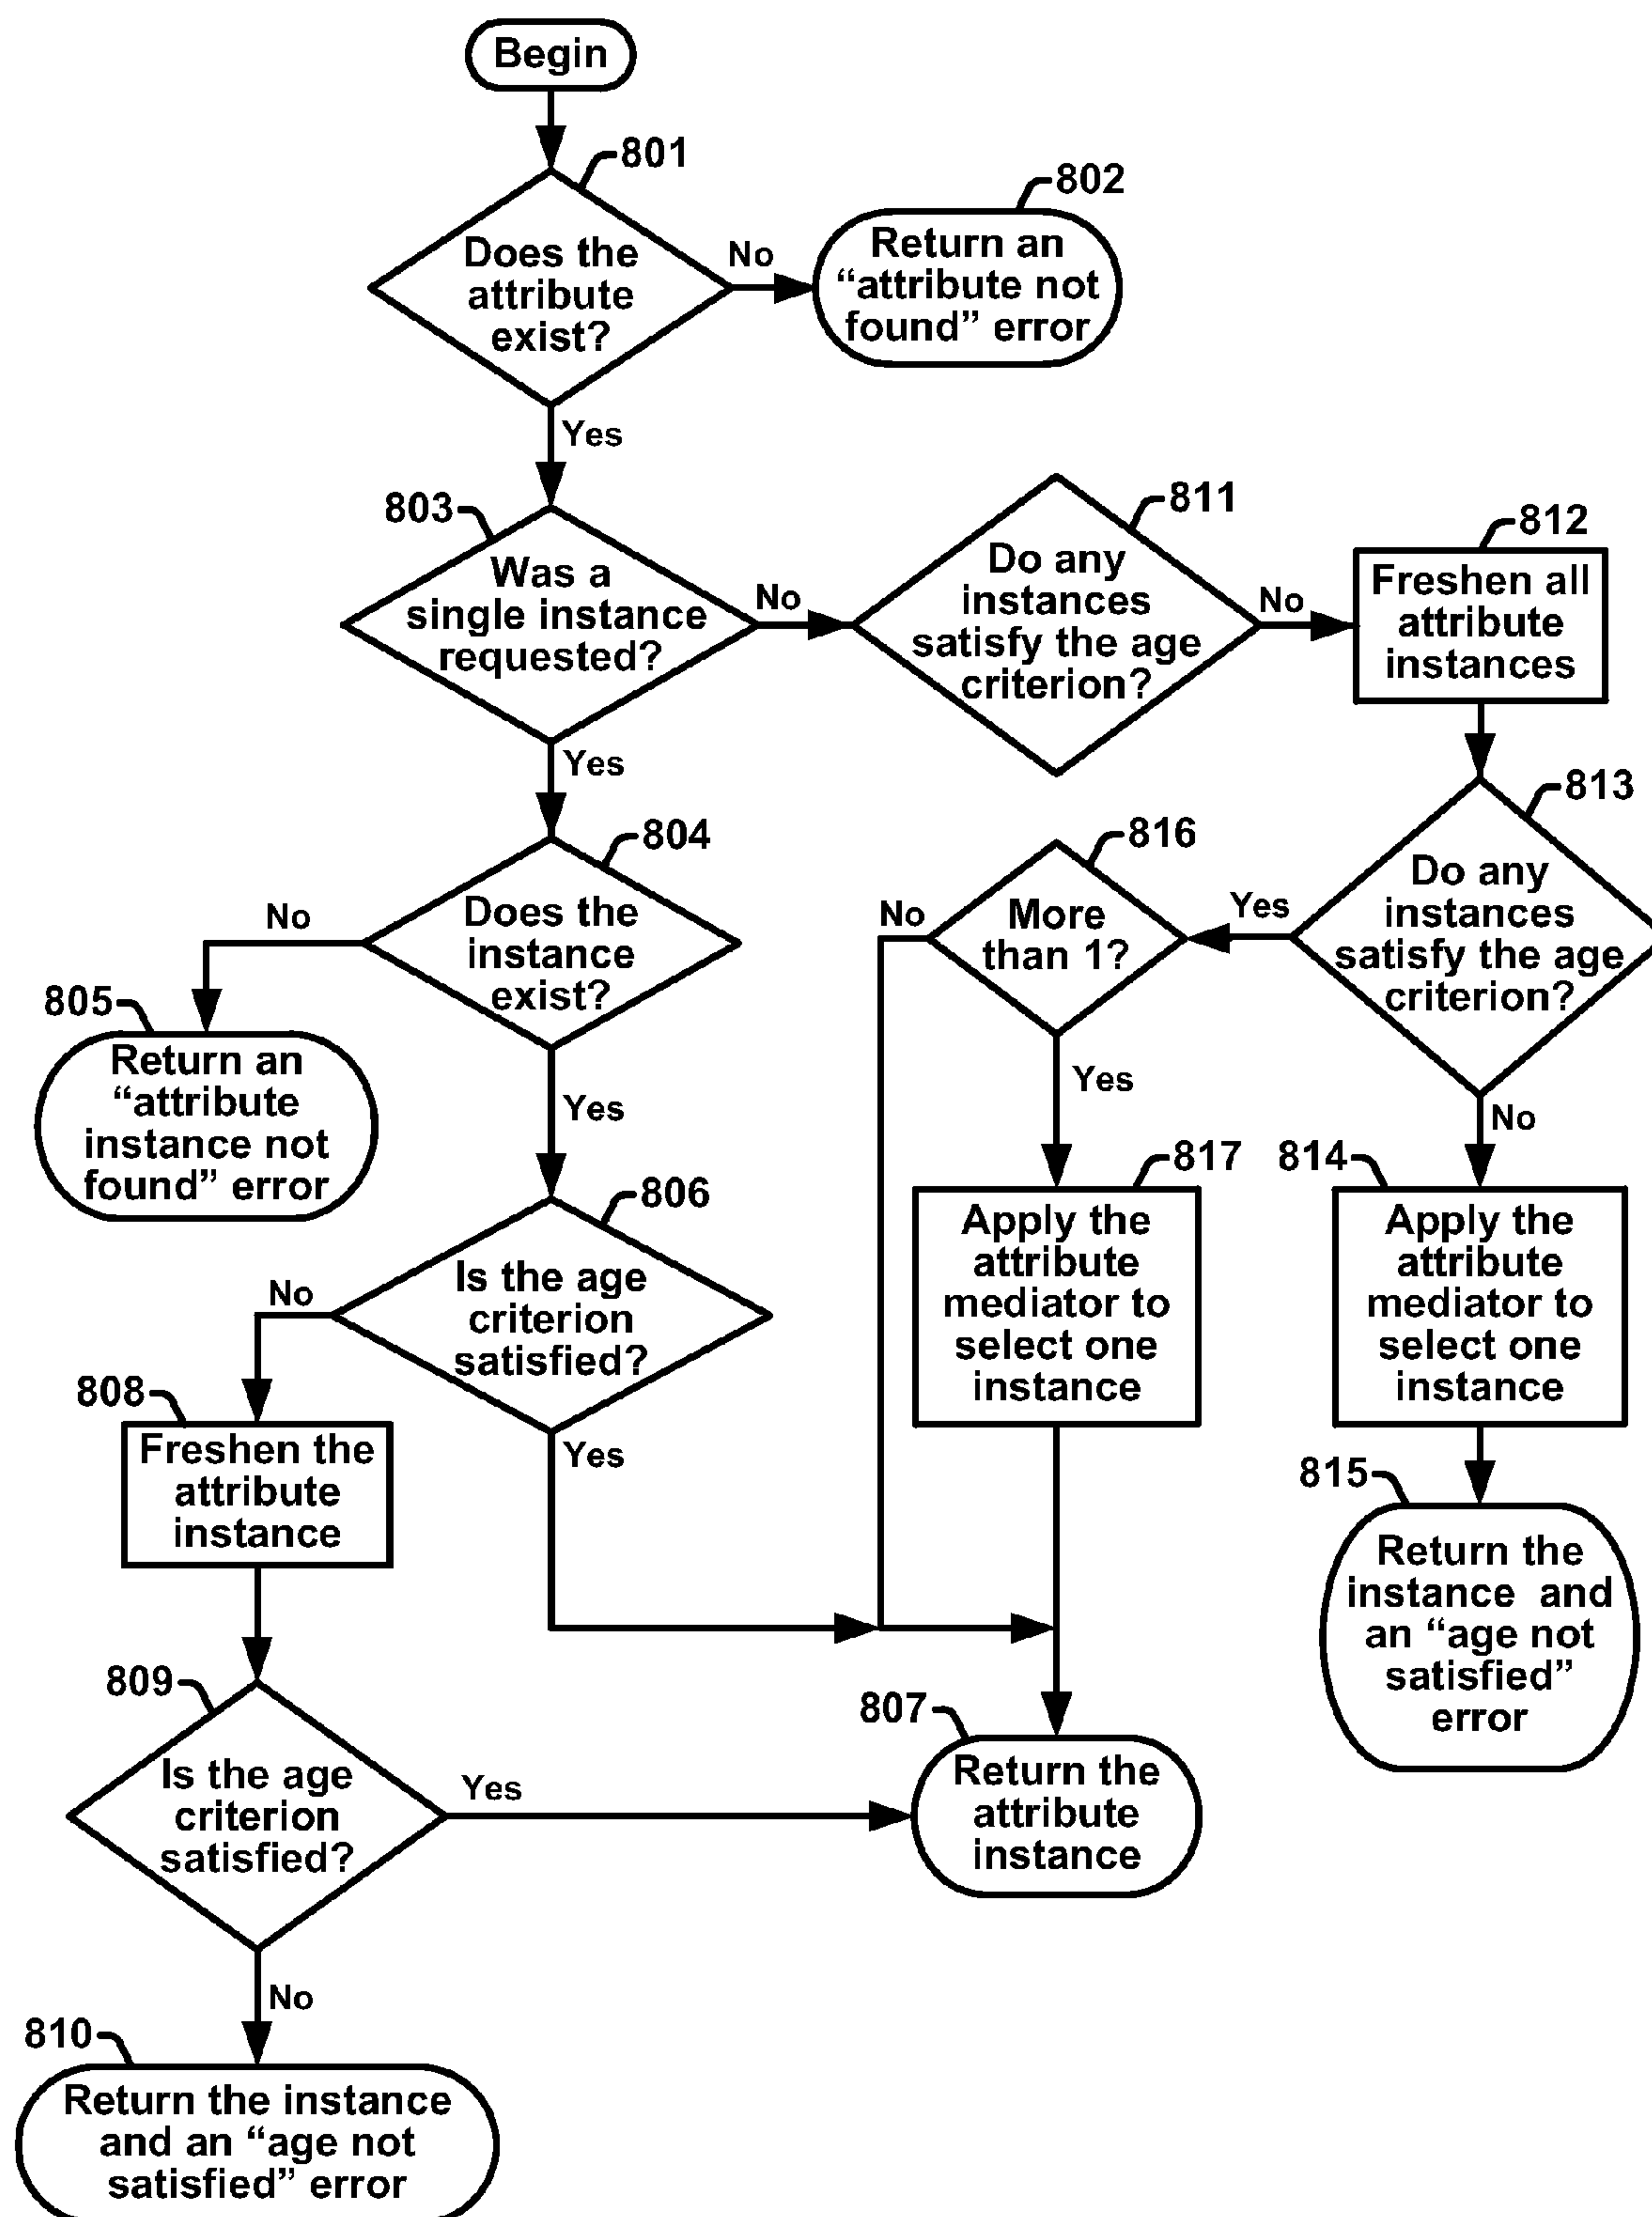 Begin
801
Does the
attribute
exist?
No
802
Return an
“attribute not
found” error
Yes
803
Was a
single instance
requested?
No
811
Do any
instances
satisfy the age
criterion?
No
812
Freshen all
attribute
instances
Yes
804
Does the
instance
exist?
No
805
Return an
“attribute
instance not
found” error
Yes
816
More
than 1?
No
Yes
813
Do any
instances
satisfy the age
criterion?
Yes
No
806
Is the age
criterion
satisfied?
No
817
Apply the
attribute
mediator to
select one
instance
814
Apply the
attribute
mediator to
select one
instance
808
Freshen the
attribute
instance
Yes
815
Return the
instance and
an “age not
satisfied”
error
809
Is the age
criterion
satisfied?
Yes
807
Return the
attribute
instance
No
810
Return the instance
and an “age not
satisfied” error